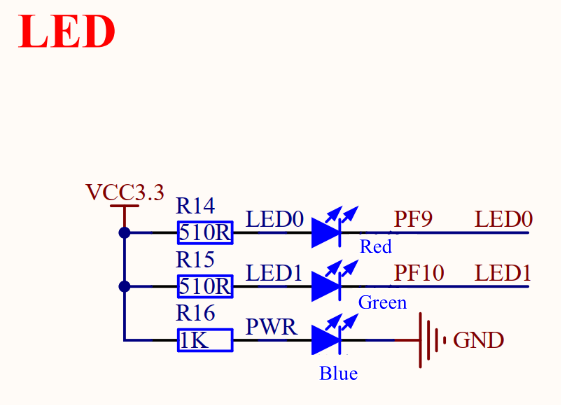 LED
VCC3.3
R14
510R LED0 PF9 LED0
Red
R15
510R LED1 PF10 LED1
Green
R16
1K PWR GND
Blue